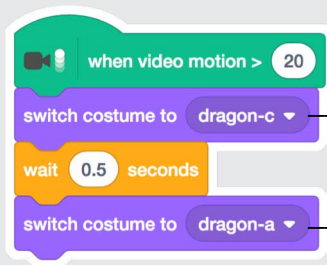 when video motion > 20
switch costume to dragon-c
wait 0.5 seconds
switch costume to dragon-a